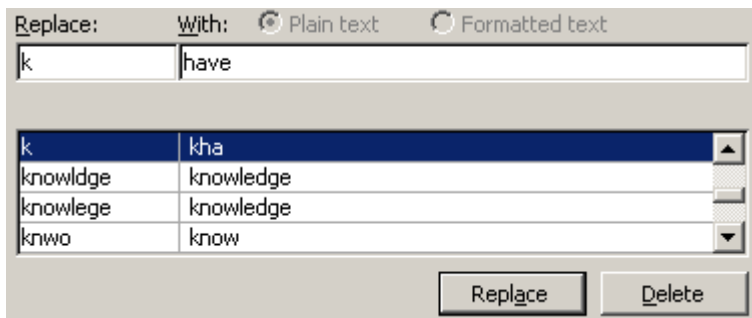 Replace: With: Plain text Formatted text
k have
k kha
knowldge knowledge
knowlege knowledge
knwo know
Replace Delete